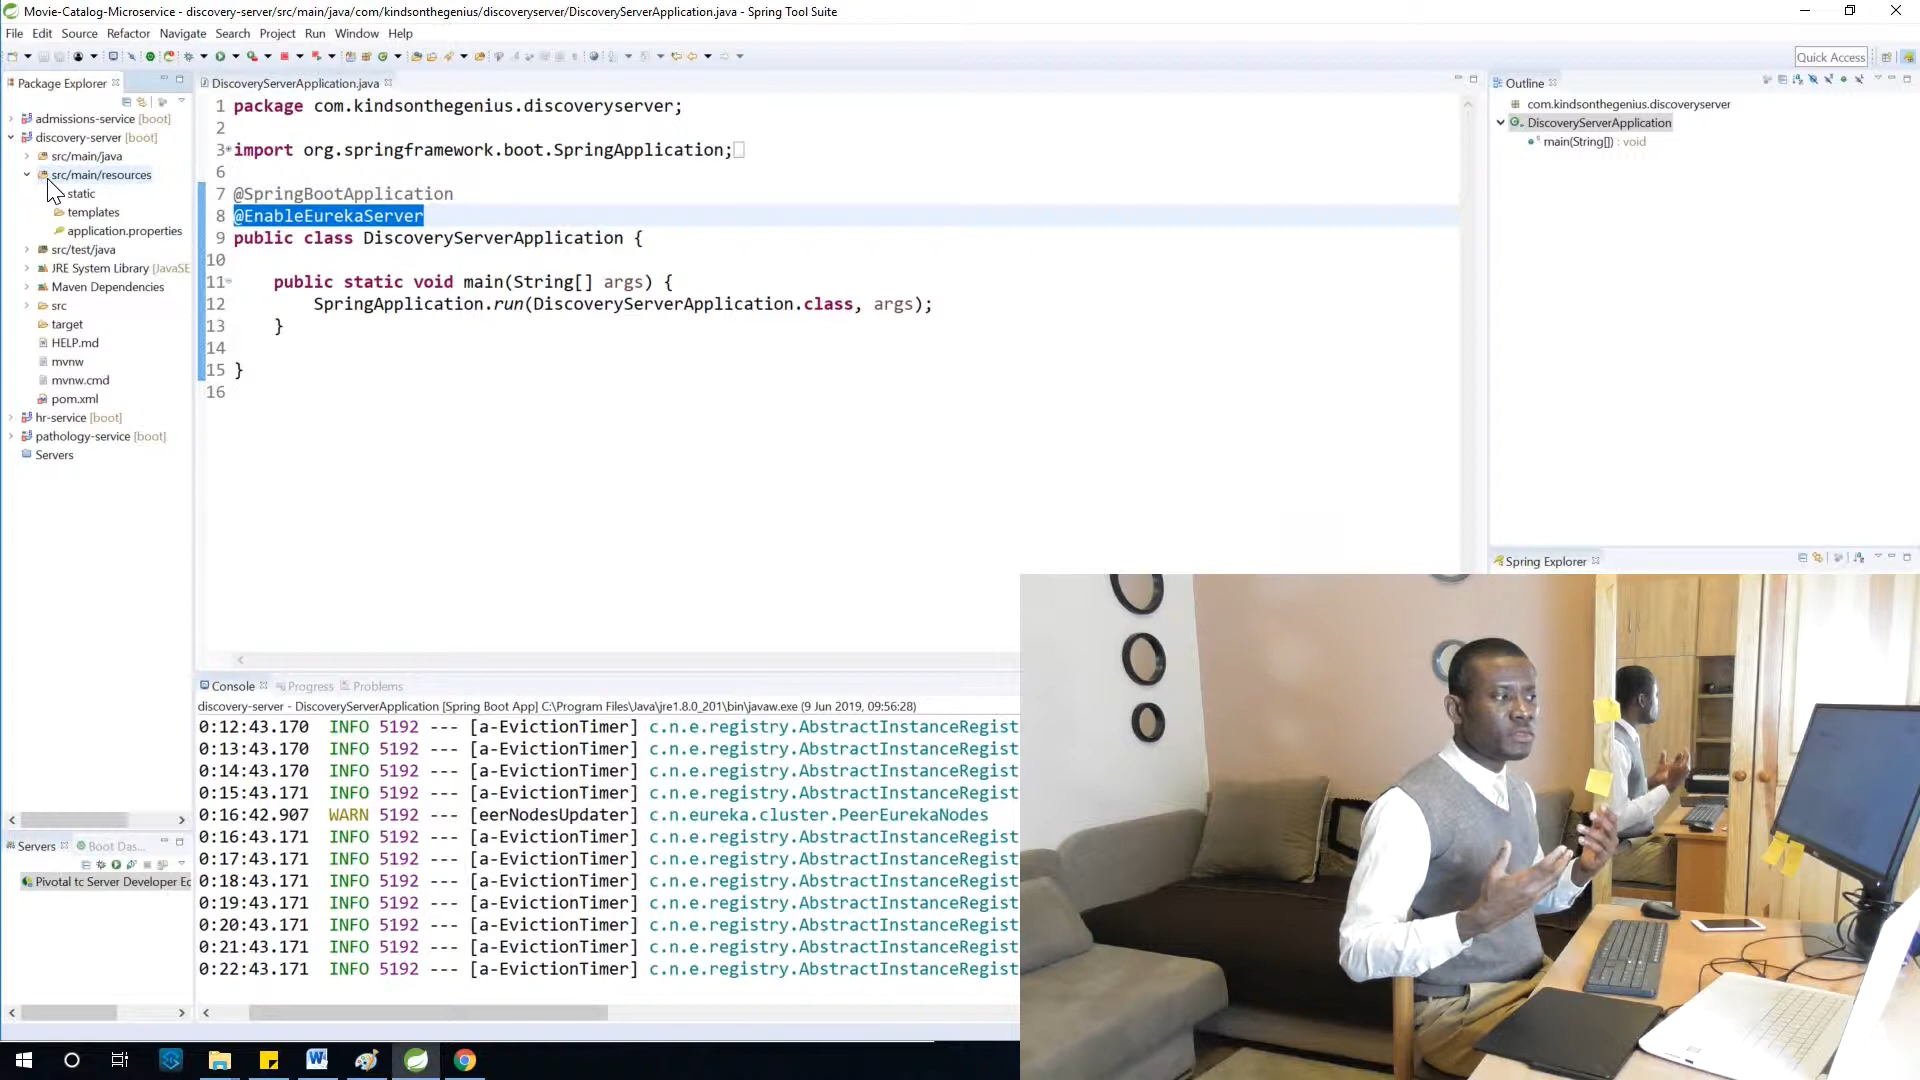 Movie-Catalog-Microservice - discovery-server/src/main/java/com/kindsonthegenius/discoveryserver/DiscoveryServerApplication.java - Spring Tool Suite
File Edit Source Refactor Navigate Search Project Run Window Help
Quick Access
Package Explorer
admissions-service [boot]
discovery-server [boot]
src/main/java
src/main/resources
static
templates
application.properties
src/test/java
JRE System Library [JavaSE
Maven Dependencies
src
target
HELP.md
mvnw
mvnw.cmd
pom.xml
hr-service [boot]
pathology-service [boot]
Servers
DiscoveryServerApplication.java
1 package com.kindsonthegenius.discoveryserver;
2
3 import org.springframework.boot.SpringApplication;
6
7 @SpringBootApplication
8 @EnableEurekaServer
9 public class DiscoveryServerApplication {
10
11 public static void main(String[] args) {
12 SpringApplication.run(DiscoveryServerApplication.class, args);
13 }
14
15 }
16
Outline
com.kindsonthegenius.discoveryserver
DiscoveryServerApplication
main(String[]) : void
Spring Explorer
Servers Boot Das...
Pivotal tc Server Developer Ec
Console Progress Problems
discovery-server - DiscoveryServerApplication [Spring Boot App] C:\Program Files\Java\jre1.8.0_201\bin\javaw.exe (9 Jun 2019, 09:56:28)
0:12:43.170 INFO 5192 --- [a-EvictionTimer] c.n.e.registry.AbstractInstanceRegist
0:13:43.170 INFO 5192 --- [a-EvictionTimer] c.n.e.registry.AbstractInstanceRegist
0:14:43.170 INFO 5192 --- [a-EvictionTimer] c.n.e.registry.AbstractInstanceRegist
0:15:43.171 INFO 5192 --- [a-EvictionTimer] c.n.e.registry.AbstractInstanceRegist
0:16:42.907 WARN 5192 --- [eerNodesUpdater] c.n.eureka.cluster.PeerEurekaNodes
0:16:43.171 INFO 5192 --- [a-EvictionTimer] c.n.e.registry.AbstractInstanceRegist
0:17:43.171 INFO 5192 --- [a-EvictionTimer] c.n.e.registry.AbstractInstanceRegist
0:18:43.171 INFO 5192 --- [a-EvictionTimer] c.n.e.registry.AbstractInstanceRegist
0:19:43.171 INFO 5192 --- [a-EvictionTimer] c.n.e.registry.AbstractInstanceRegist
0:20:43.171 INFO 5192 --- [a-EvictionTimer] c.n.e.registry.AbstractInstanceRegist
0:21:43.171 INFO 5192 --- [a-EvictionTimer] c.n.e.registry.AbstractInstanceRegist
0:22:43.171 INFO 5192 --- [a-EvictionTimer] c.n.e.registry.AbstractInstanceRegist